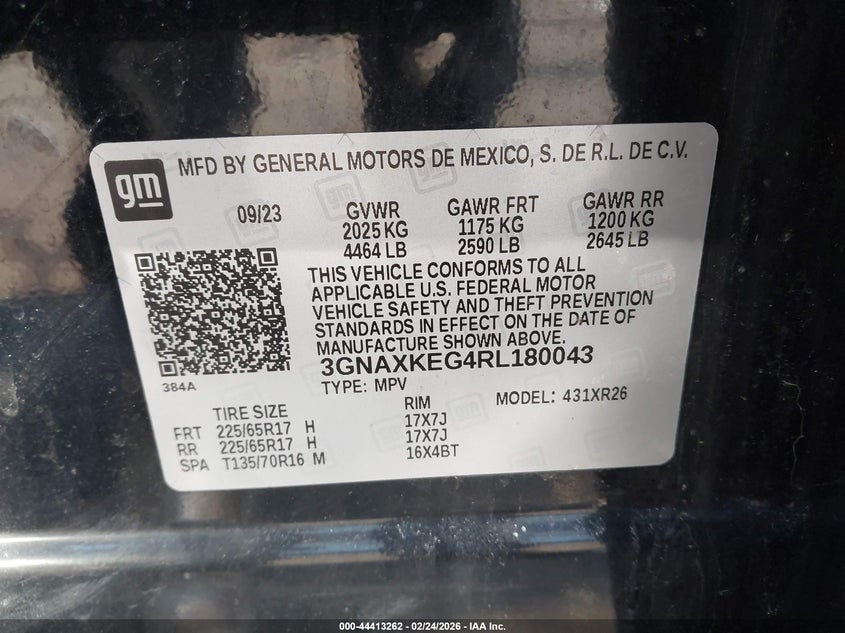 gm
MFD BY GENERAL MOTORS DE MEXICO, S. DE R.L. DE C.V.
09/23
GVWR
2025 KG
4464 LB
GAWR FRT
1175 KG
2590 LB
GAWR RR
1200 KG
2645 LB
THIS VEHICLE CONFORMS TO ALL
APPLICABLE U.S. FEDERAL MOTOR
VEHICLE SAFETY AND THEFT PREVENTION
STANDARDS IN EFFECT ON THE DATE OF
MANUFACTURE SHOWN ABOVE.
3GNAXKEG4RL180043
384A
TYPE: MPV
MODEL: 431XR26
TIRE SIZE
RIM
FRT 225/65R17 H 17X7J
RR 225/65R17 H 17X7J
SPA T135/70R16 M 16X4BT
000-44413262 - 02/24/2026 - IAA Inc.